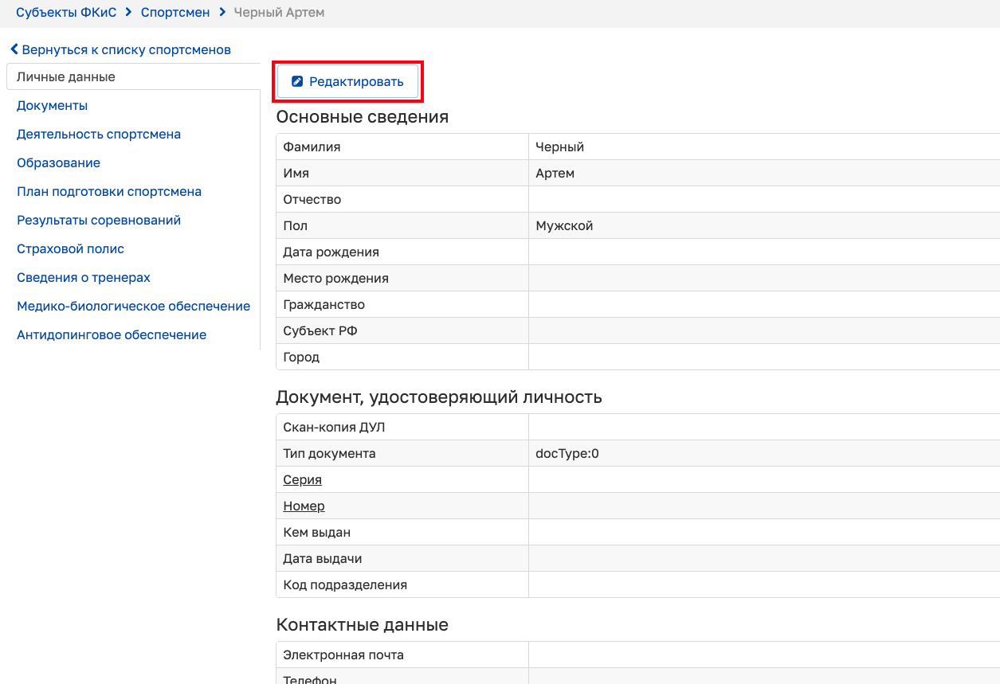 Субъекты ФКиС > Спортсмен > Черный Артем
Вернуться к списку спортсменов
Личные данные
Документы
Деятельность спортсмена
Образование
План подготовки спортсмена
Результаты соревнований
Страховой полис
Сведения о тренерах
Медико-биологическое обеспечение
Антидопинговое обеспечение
Редактировать
Основные сведения
Фамилия Черный
Имя Артем
Отчество
Пол Мужской
Дата рождения
Место рождения
Гражданство
Субъект РФ
Город
Документ, удостоверяющий личность
Скан-копия ДУЛ
Тип документа docType:0
Серия
Номер
Кем выдан
Дата выдачи
Код подразделения
Контактные данные
Электронная почта
Телефон